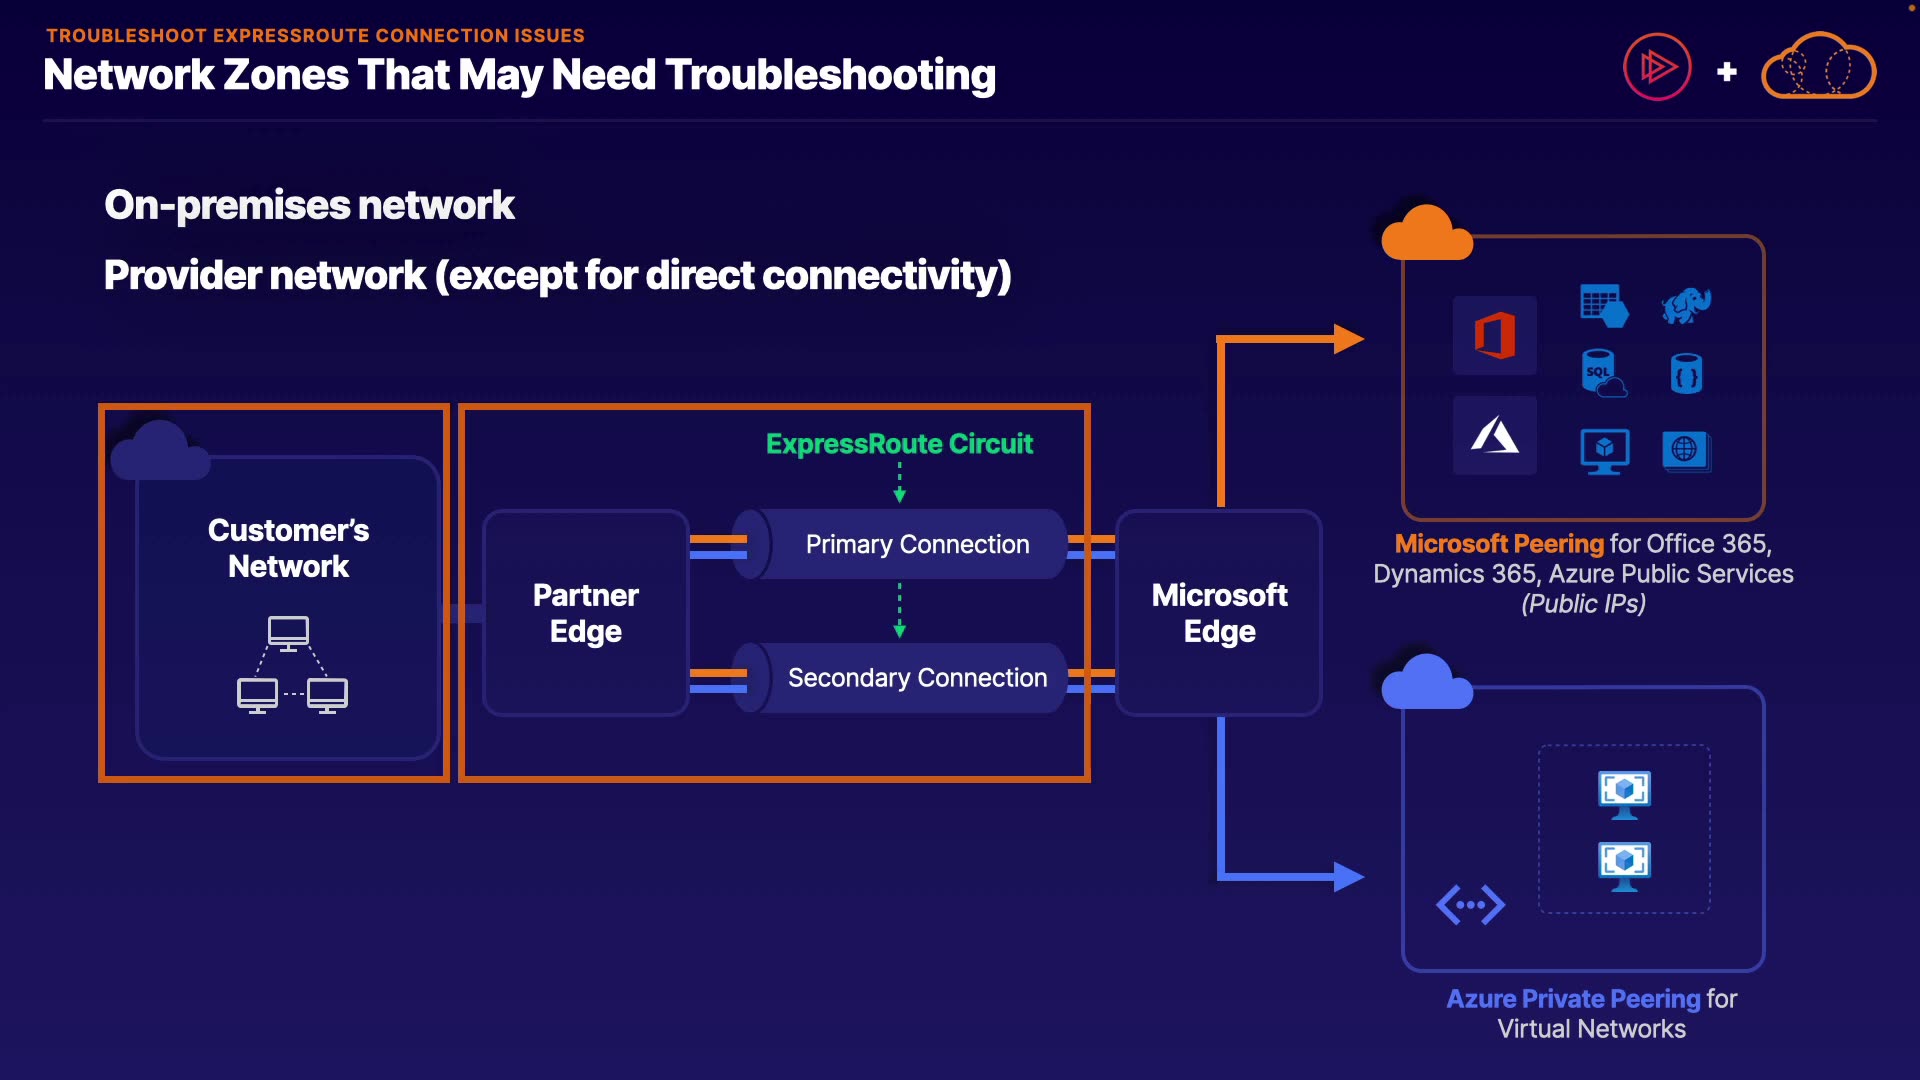 TROUBLESHOOT EXPRESSROUTE CONNECTION ISSUES
Network Zones That May Need Troubleshooting
On-premises network
Provider network (except for direct connectivity)
ExpressRoute Circuit
Customer's
Network
Partner
Edge
Primary Connection
Secondary Connection
Microsoft
Edge
SQL
Microsoft Peering for Office 365,
Dynamics 365, Azure Public Services
(Public IPs)
Azure Private Peering for
Virtual Networks